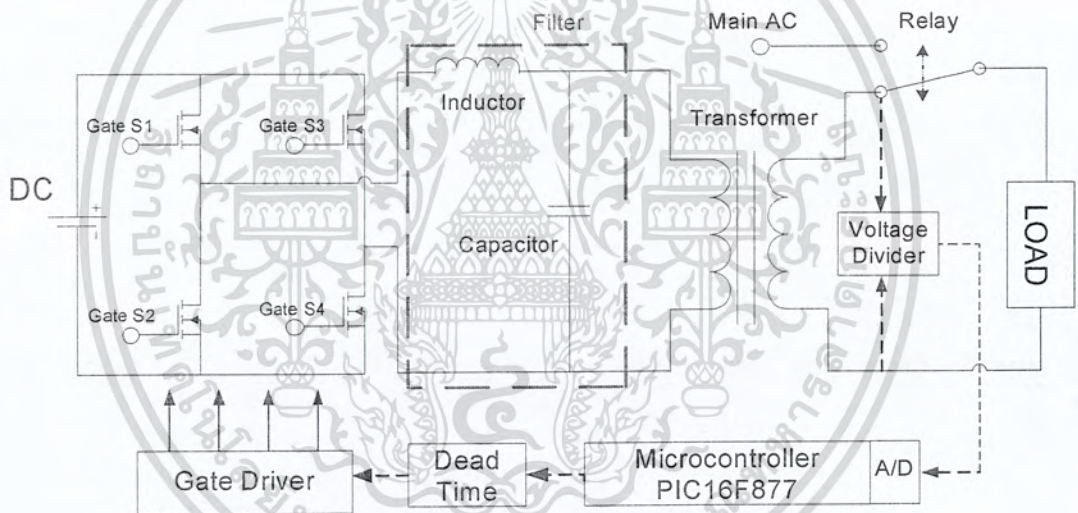 Filter
Main AC
Relay
Inductor
Transformer
Gate S1
Gate S3
DC
Capacitor
Voltage
Divider
LOAD
Gate S2
Gate S4
Gate Driver
Dead
Time
Microcontroller
PIC16F877
A/D